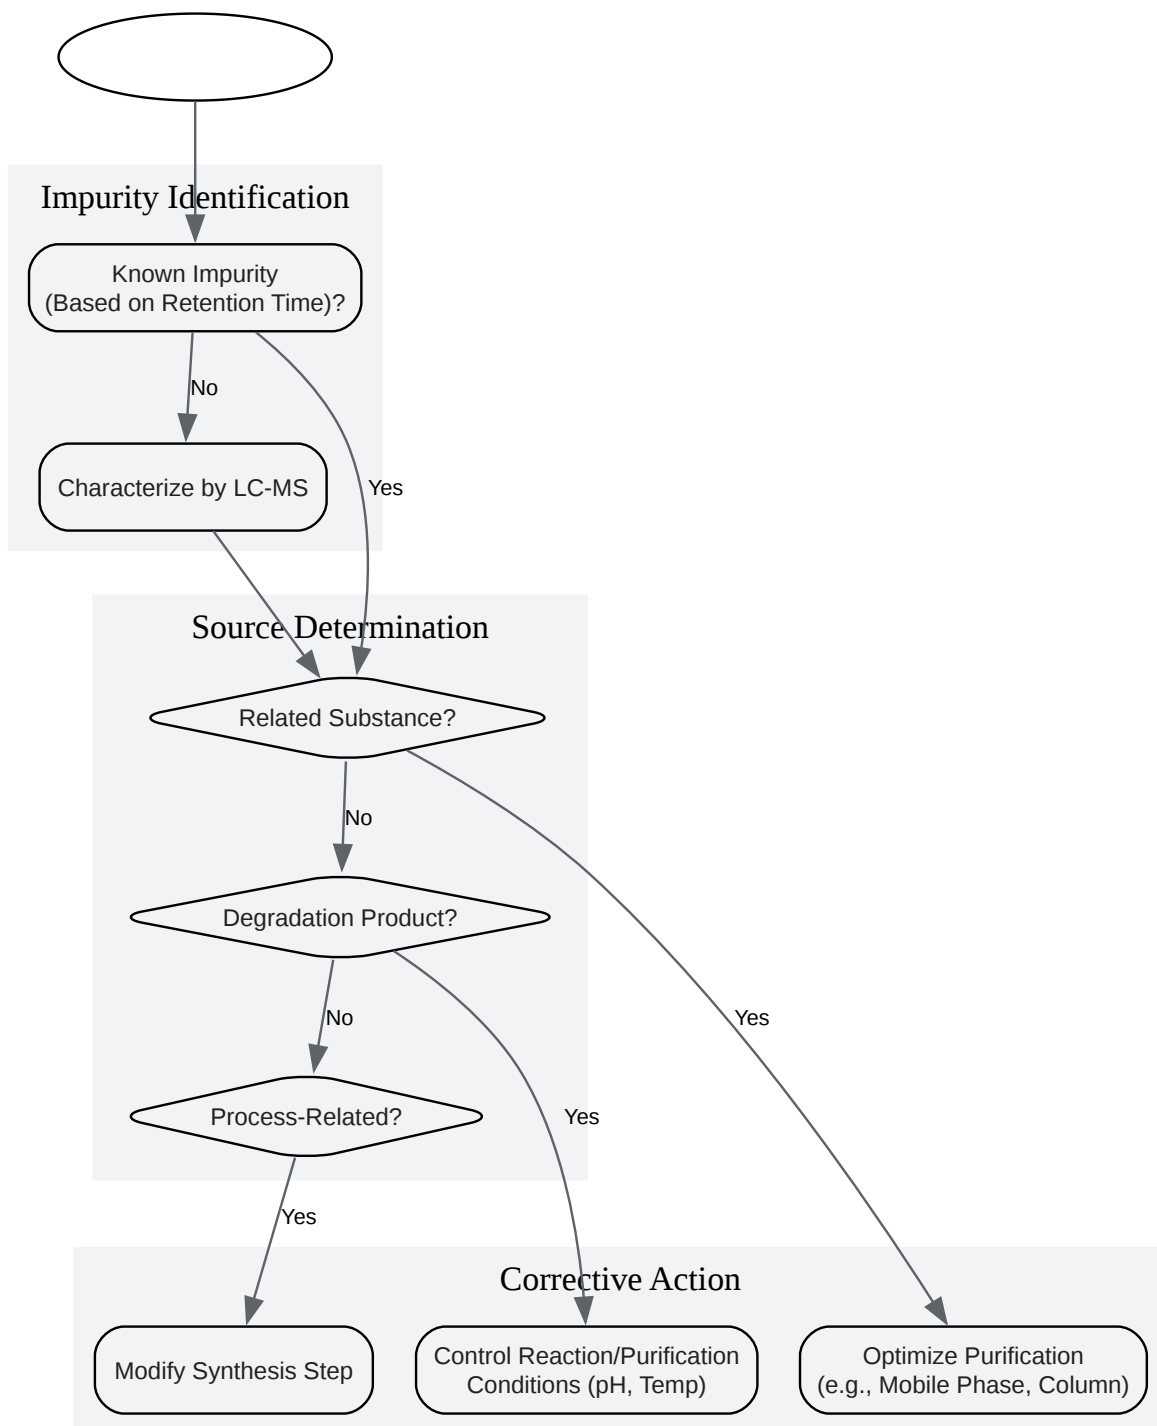 Impurity Identification
Known Impurity
(Based on Retention Time)?
No
Characterize by LC-MS
Yes
Source Determination
Related Substance?
No
Degradation Product?
Yes
No
Process-Related?
Yes
Yes
Corrective Action
Modify Synthesis Step
Control Reaction/Purification
Conditions (pH, Temp)
Optimize Purification
(e.g., Mobile Phase, Column)